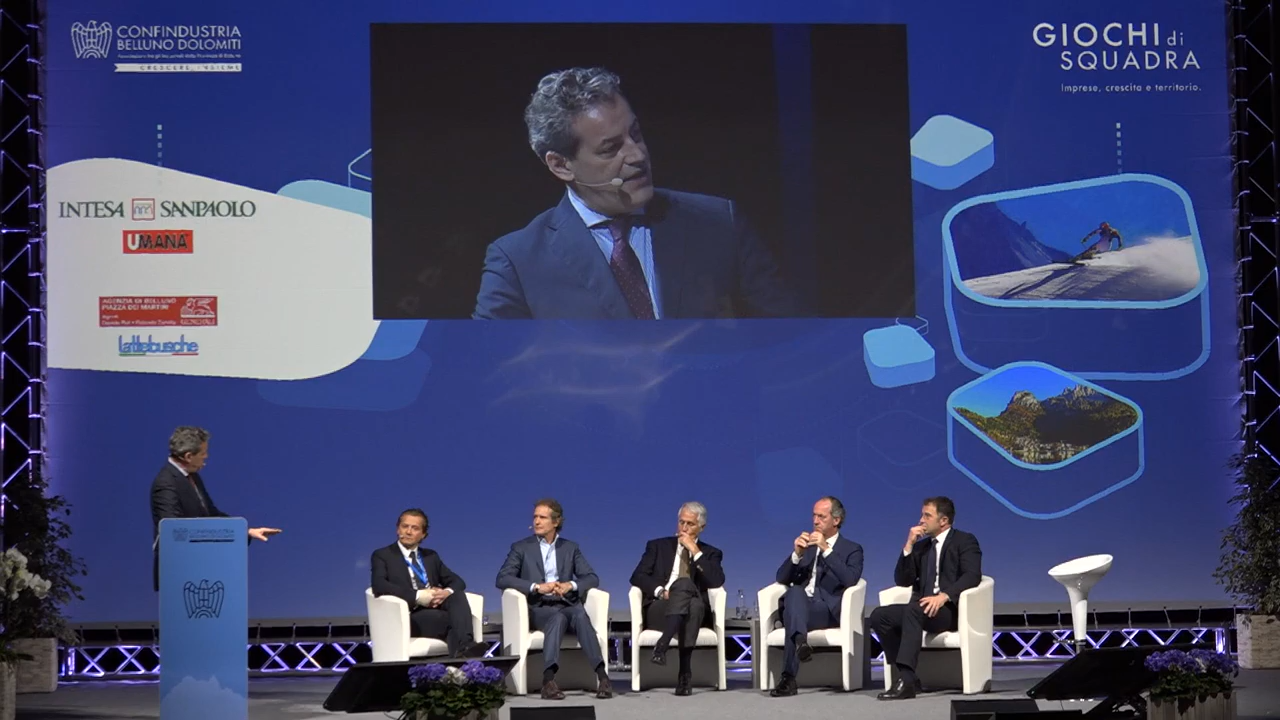 CONFINDUSTRIA
BELLUNO DOLOMITI
CRESCERE, INSIEME
GIOCHI di
SQUADRA
Imprese, crescita e territorio.
INTESA SANPAOLO
UMANA
AGENZIA DI BELLUNO
PIAZZA DEI MARTIRI
lattebusche
CONFINDUSTRIA